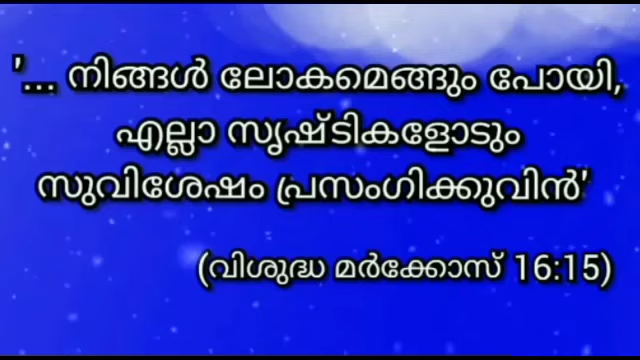 '... നിങ്ങൾ ലോകമെങ്ങും പോയി,
എല്ലാ സൃഷ്ടികളോടും
സുവിശേഷം പ്രസംഗിക്കുവിൻ'
(വിശുദ്ധ മർക്കോസ് 16:15)